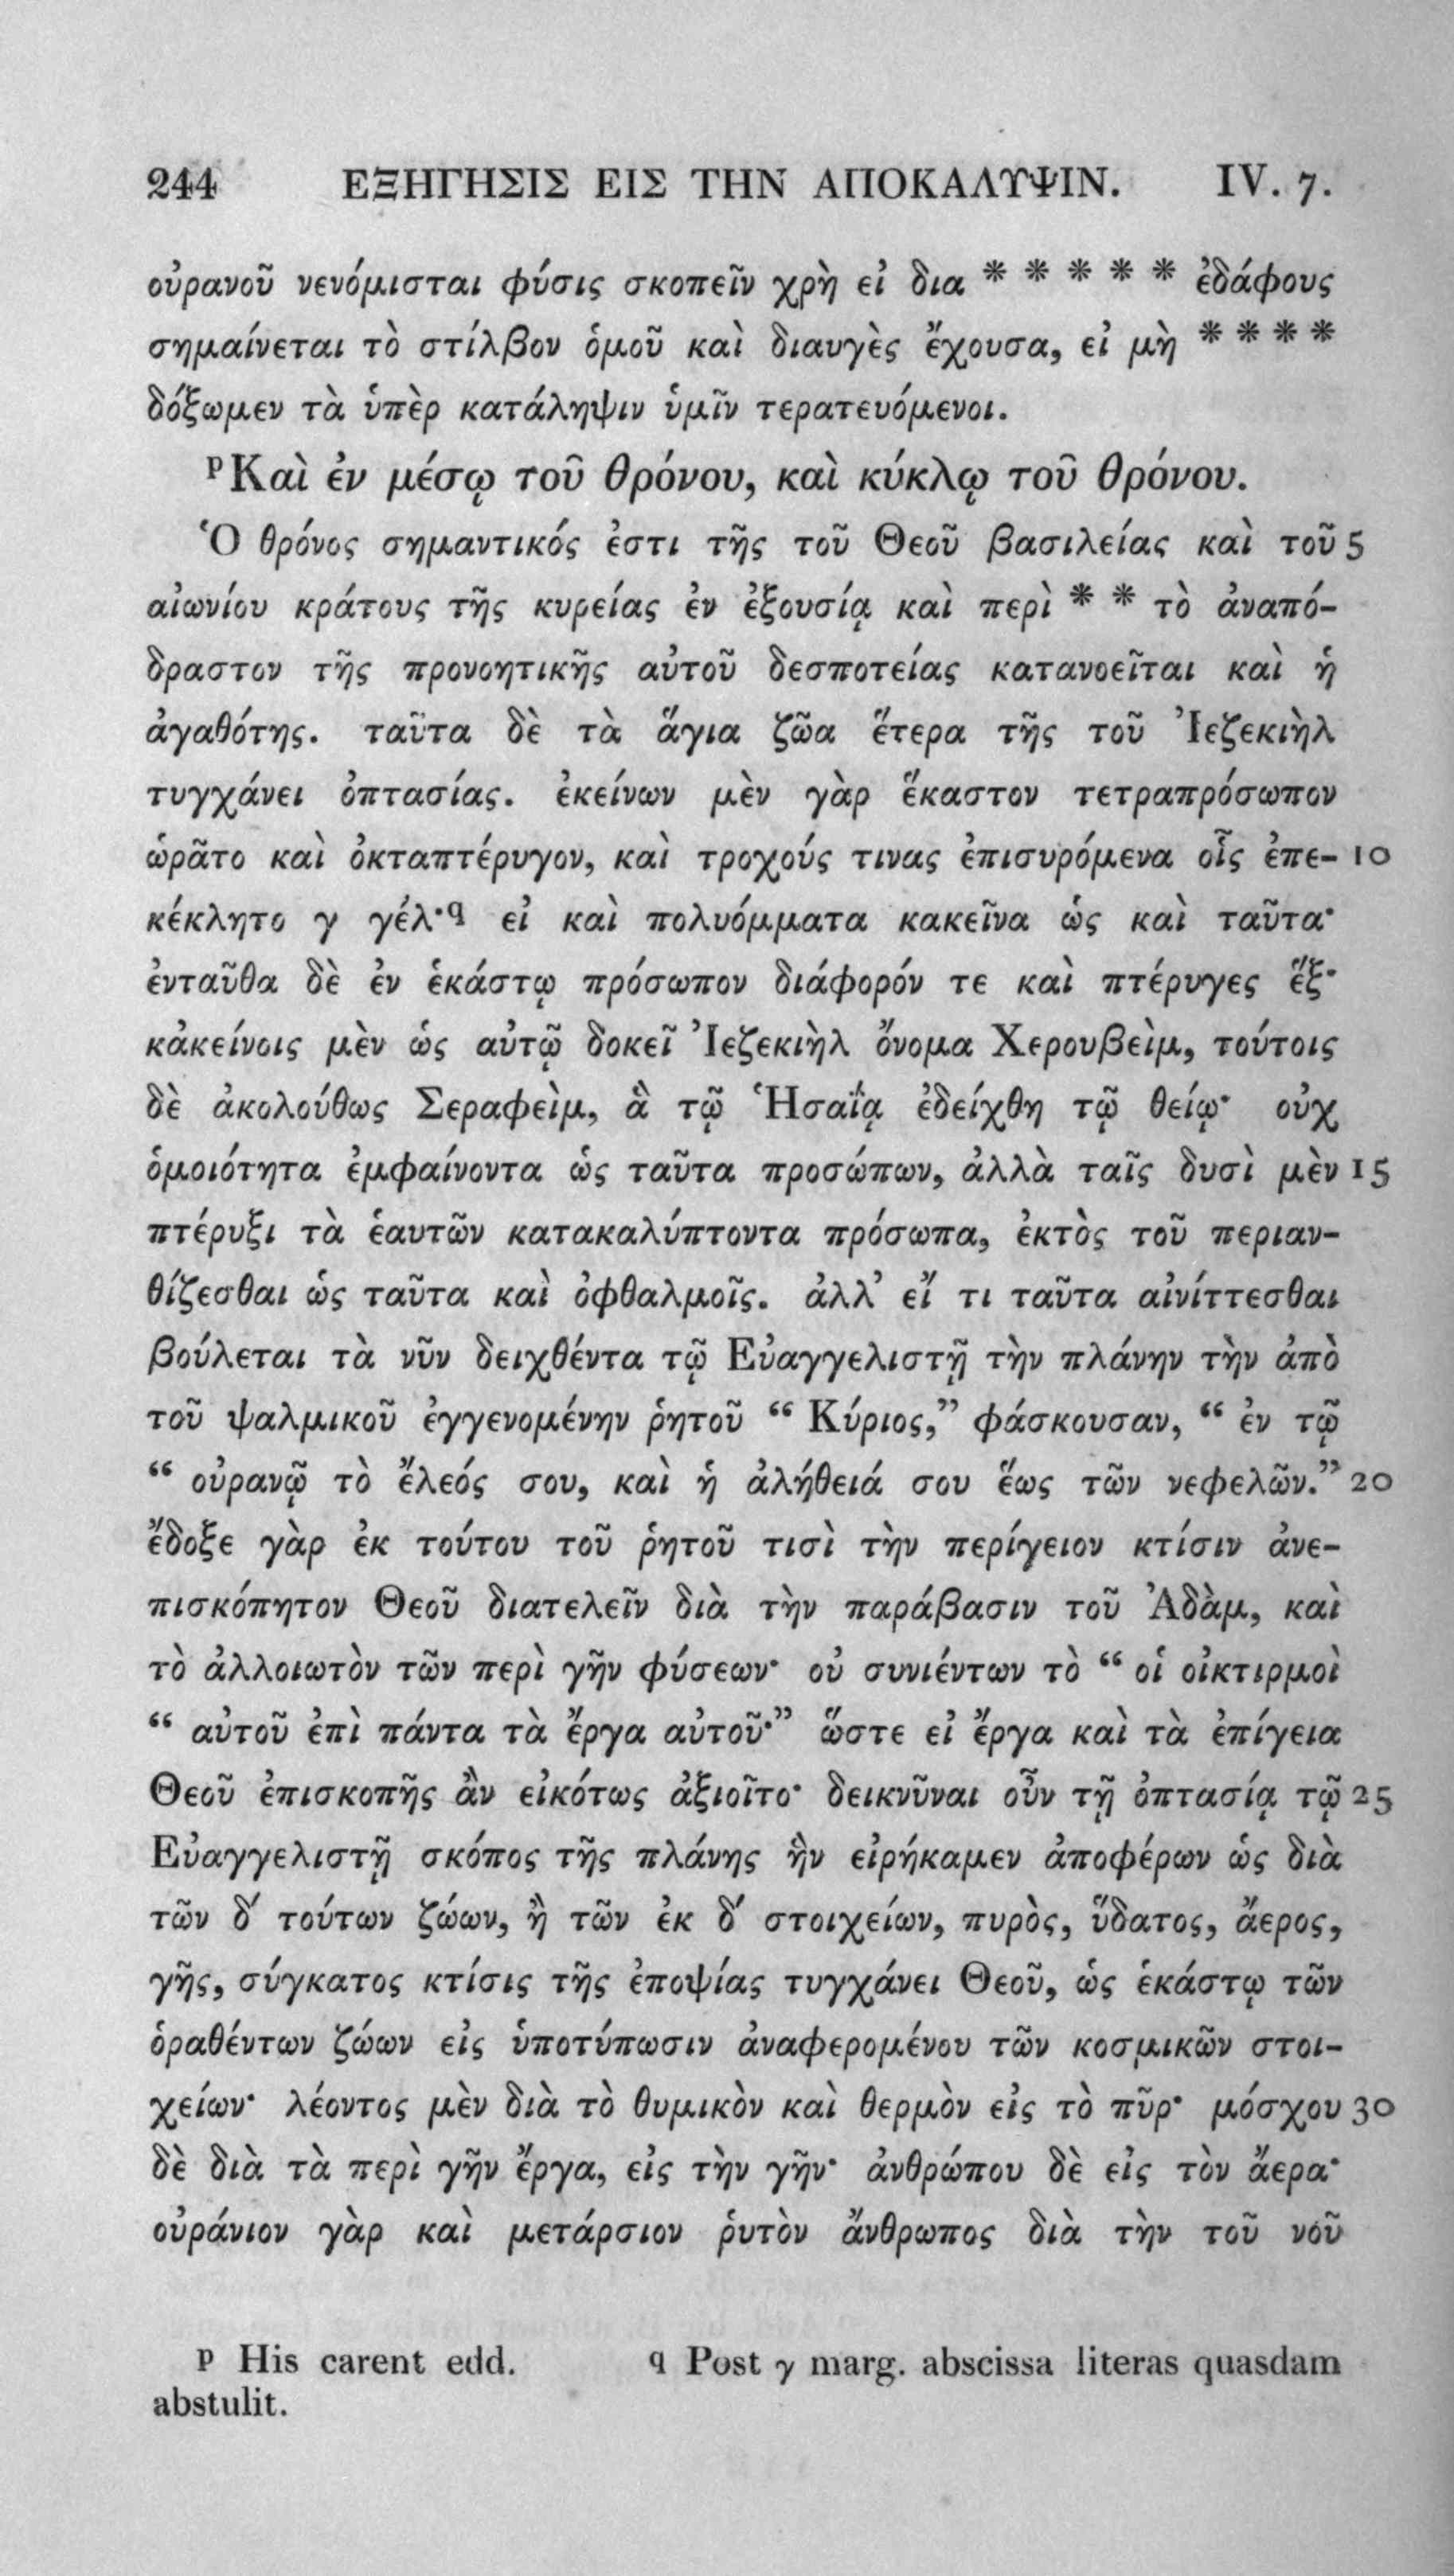 244 ΕΞΗΓΗΣΙΣ ΕΙΣ ΤΗΝ ΑΠΟΚΑΛΥΨΙΝ. IV. 7.
οὐρανοῦ νενόμισται φύσις σκοπεῖν χρὴ εἰ δια * * * * * ἐδάφους
σημαίνεται τὸ στίλβον ὁμοῦ καὶ διαυγὲς ἔχουσα, εἰ μὴ * * * *
δόξωμεν τὰ ὑπὲρ κατάληψιν ὑμῖν τερατευόμενοι.
ᵖ Καὶ ἐν μέσῳ τοῦ θρόνου, καὶ κύκλῳ τοῦ θρόνου.
Ὁ θρόνος σημαντικός ἐστι τῆς τοῦ Θεοῦ βασιλείας καὶ τοῦ 5
αἰωνίου κράτους τῆς κυρείας ἐν ἐξουσίᾳ καὶ περὶ * * τὸ ἀναπό-
δραστον τῆς προνοητικῆς αὐτοῦ δεσποτείας κατανοεῖται καὶ ἡ
ἀγαθότης. ταῦτα δὲ τὰ ἅγια ζῶα ἕτερα τῆς τοῦ Ἰεζεκιὴλ
τυγχάνει ὀπτασίας. ἐκείνων μὲν γὰρ ἕκαστον τετραπρόσωπον
ὡρᾶτο καὶ ὀκταπτέρυγον, καὶ τροχούς τινας ἐπισυρόμενα οἷς ἐπε- 10
κέκλητο γ γέλ·q εἰ καὶ πολυόμματα κακεῖνα ὡς καὶ ταῦτα·
ἐνταῦθα δὲ ἐν ἑκάστῳ πρόσωπον διάφορόν τε καὶ πτέρυγες ἕξ·
κἀκείνοις μὲν ὡς αὐτῷ δοκεῖ Ἰεζεκιὴλ ὄνομα Χερουβεὶμ, τούτοις
δὲ ἀκολούθως Σεραφεὶμ, ἃ τῷ Ἡσαΐᾳ ἐδείχθη τῷ θείῳ· οὐχ
ὁμοιότητα ἐμφαίνοντα ὡς ταῦτα προσώπων, ἀλλὰ ταῖς δυσὶ μὲν 15
πτέρυξι τὰ ἑαυτῶν κατακαλύπτοντα πρόσωπα, ἐκτὸς τοῦ περιαν-
θίζεσθαι ὡς ταῦτα καὶ ὀφθαλμοῖς. ἀλλ’ εἴ τι ταῦτα αἰνίττεσθαι
βούλεται τὰ νῦν δειχθέντα τῷ Εὐαγγελιστῇ τὴν πλάνην τὴν ἀπὸ
τοῦ ψαλμικοῦ ἐγγενομένην ῥητοῦ “ Κύριος,” φάσκουσαν, “ ἐν τῷ
“ οὐρανῷ τὸ ἔλεός σου, καὶ ἡ ἀλήθειά σου ἕως τῶν νεφελῶν.” 20
ἔδοξε γὰρ ἐκ τούτου τοῦ ῥητοῦ τισὶ τὴν περίγειον κτίσιν ἀνε-
πισκόπητον Θεοῦ διατελεῖν διὰ τὴν παράβασιν τοῦ Ἀδὰμ, καὶ
τὸ ἀλλοιωτὸν τῶν περὶ γῆν φύσεων· οὐ συνιέντων τὸ “ οἱ οἰκτιρμοὶ
“ αὐτοῦ ἐπὶ πάντα τὰ ἔργα αὐτοῦ·” ὥστε εἰ ἔργα καὶ τὰ ἐπίγεια
Θεοῦ ἐπισκοπῆς ἂν εἰκότως ἀξιοῖτο· δεικνῦναι οὖν τῇ ὀπτασίᾳ τῷ 25
Εὐαγγελιστῇ σκόπος τῆς πλάνης ἣν εἰρήκαμεν ἀποφέρων ὡς διὰ
τῶν δ′ τούτων ζώων, ἢ τῶν ἐκ δ′ στοιχείων, πυρὸς, ὕδατος, ἄερος,
γῆς, σύγκατος κτίσις τῆς ἐποψίας τυγχάνει Θεοῦ, ὡς ἑκάστῳ τῶν
ὁραθέντων ζώων εἰς ὑποτύπωσιν ἀναφερομένου τῶν κοσμικῶν στοι-
χείων· λέοντος μὲν διὰ τὸ θυμικὸν καὶ θερμὸν εἰς τὸ πῦρ· μόσχου 30
δὲ διὰ τὰ περὶ γῆν ἔργα, εἰς τὴν γῆν· ἀνθρώπου δὲ εἰς τὸν ἄερα·
οὐράνιον γὰρ καὶ μετάρσιον ῥυτὸν ἄνθρωπος διὰ τὴν τοῦ νοῦ
p His carent edd. q Post γ marg. abscissa literas quasdam
abstulit.